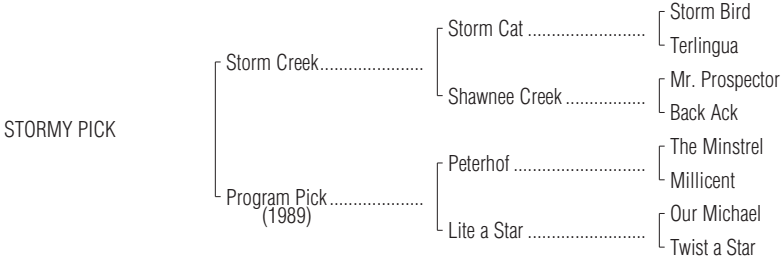 Storm Bird
Storm Cat ........................
Terlingua
Storm Creek.....................
Mr. Prospector
Shawnee Creek ................
Back Ack
STORMY PICK
The Minstrel
Peterhof ...........................
Millicent
Program Pick...................
(1989)
Our Michael
Lite a Star ........................
Twist a Star